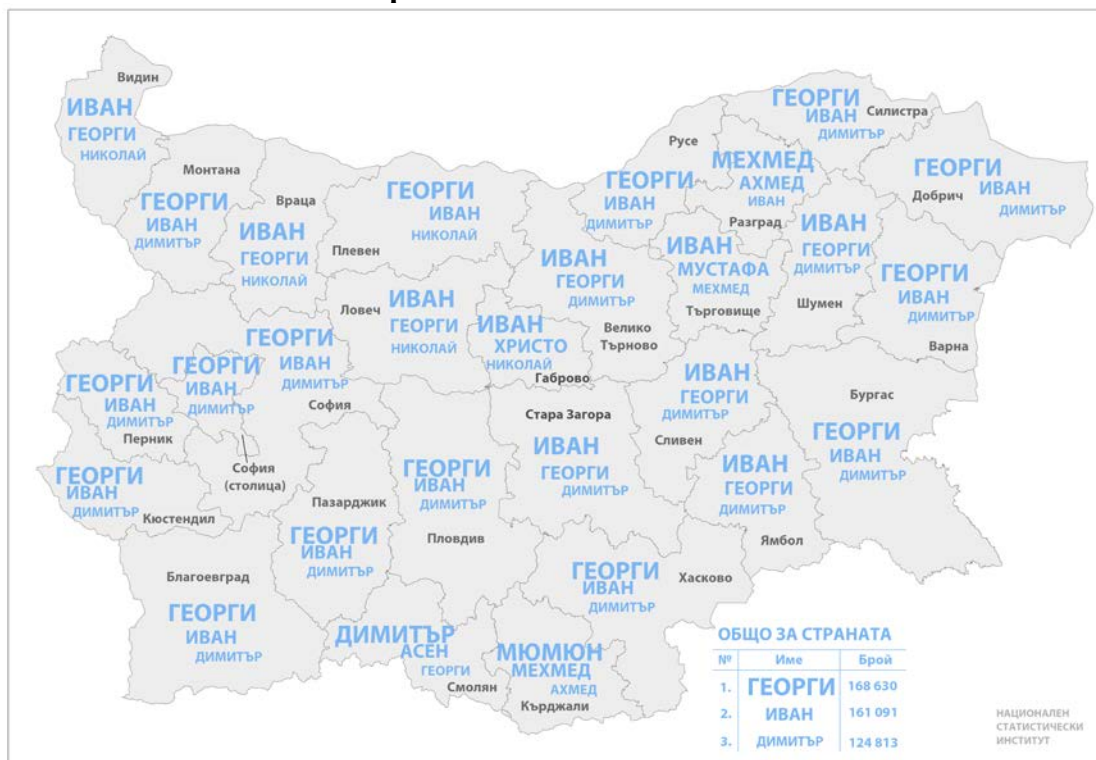 Видин
ИВАН
ГЕОРГИ
НИКОЛАЙ
Монтана
ГЕОРГИ
ИВАН
ДИМИТЪР
Враца
ИВАН
ГЕОРГИ
НИКОЛАЙ
Плевен
ГЕОРГИ
ИВАН
НИКОЛАЙ
Ловеч
ИВАН
ГЕОРГИ
НИКОЛАЙ
Русе
ГЕОРГИ
ИВАН
ДИМИТЪР
МЕХМЕД
АХМЕД
ИВАН
Разград
ГЕОРГИ
ИВАН
Силистра
ДИМИТЪР
ГЕОРГИ
ИВАН
Добрич
ДИМИТЪР
ИВАН
ГЕОРГИ
ДИМИТЪР
Велико
Търново
ИВАН
МУСТАФА
МЕХМЕД
Търговище
ИВАН
ГЕОРГИ
ДИМИТЪР
Шумен
ГЕОРГИ
ИВАН
ДИМИТЪР
Варна
ИВАН
ХРИСТО
НИКОЛАЙ
Габрово
ГЕОРГИ
ИВАН
ДИМИТЪР
София
ГЕОРГИ
ИВАН
ДИМИТЪР
София
(столица)
ГЕОРГИ
ИВАН
ДИМИТЪР
Перник
ГЕОРГИ
ИВАН
ДИМИТЪР
Кюстендил
Благоевград
ГЕОРГИ
ИВАН
ДИМИТЪР
Пазарджик
ГЕОРГИ
ИВАН
ДИМИТЪР
ГЕОРГИ
ИВАН
ДИМИТЪР
Пловдив
Стара Загора
ИВАН
ГЕОРГИ
ДИМИТЪР
ИВАН
ГЕОРГИ
ДИМИТЪР
Сливен
ИВАН
ГЕОРГИ
ДИМИТЪР
Ямбол
Бургас
ГЕОРГИ
ИВАН
ДИМИТЪР
ГЕОРГИ
Хасково
ИВАН
ДИМИТЪР
ДИМИТЪР
АСЕН
ГЕОРГИ
Смолян
МЮМЮН
МЕХМЕД
АХМЕД
Кърджали
ОБЩО ЗА СТРАНАТА
№ Име Брой
1. ГЕОРГИ 168 630
2. ИВАН 161 091
3. ДИМИТЪР 124 813
НАЦИОНАЛЕН
СТАТИСТИЧЕСКИ
ИНСТИТУТ